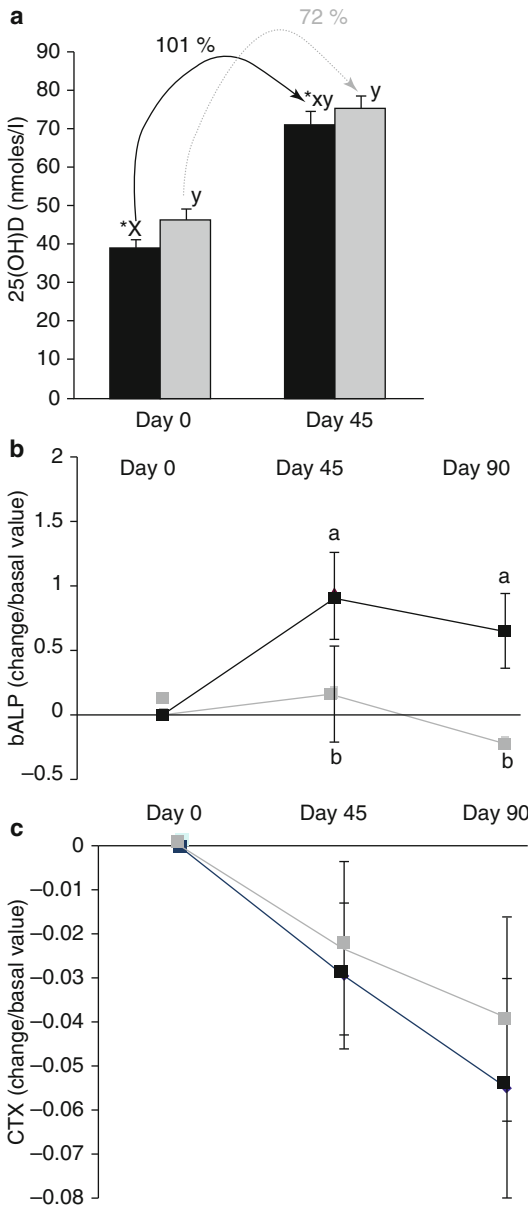 a
72 %
101 %
90
80
70
60
50
40
30
20
10
0
25(OH)D (nmoles/l)
*X
y
*xy
y
Day 0
Day 45
b
2
1.5
1
0.5
0
–0.5
bALP (change/basal value)
Day 0
Day 45
Day 90
a
a
b
b
c
Day 0
Day 45
Day 90
0
–0.01
–0.02
–0.03
–0.04
–0.05
–0.06
–0.07
–0.08
CTX (change/basal value)